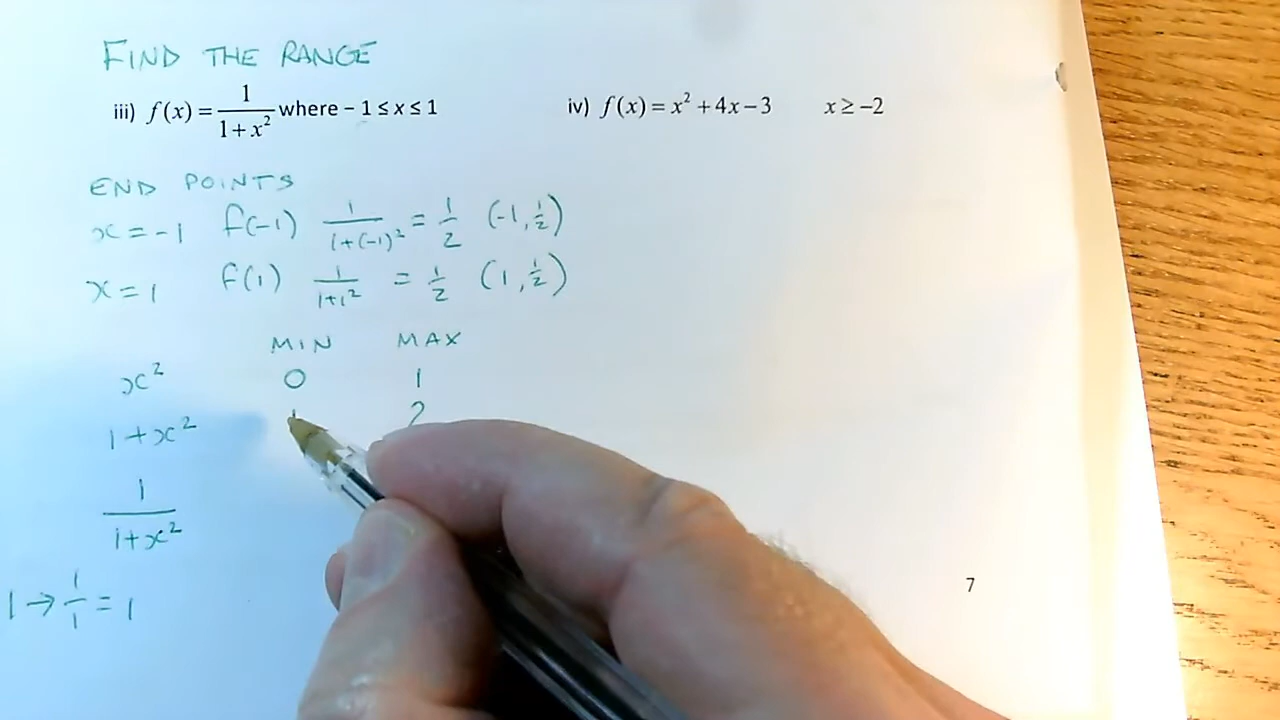 FIND THE RANGE
iii) f(x) = 1/(1+x²) where – 1 ≤ x ≤ 1
iv) f(x) = x² + 4x – 3 x ≥ –2
END POINTS
x = -1 f(-1) 1/(1+(-1)²) = 1/2 (-1, 1/2)
x = 1 f(1) 1/(1+1²) = 1/2 (1, 1/2)
MIN MAX
x² 0 1
1+x² 1 2
1/(1+x²)
1 → 1/1 = 1
7